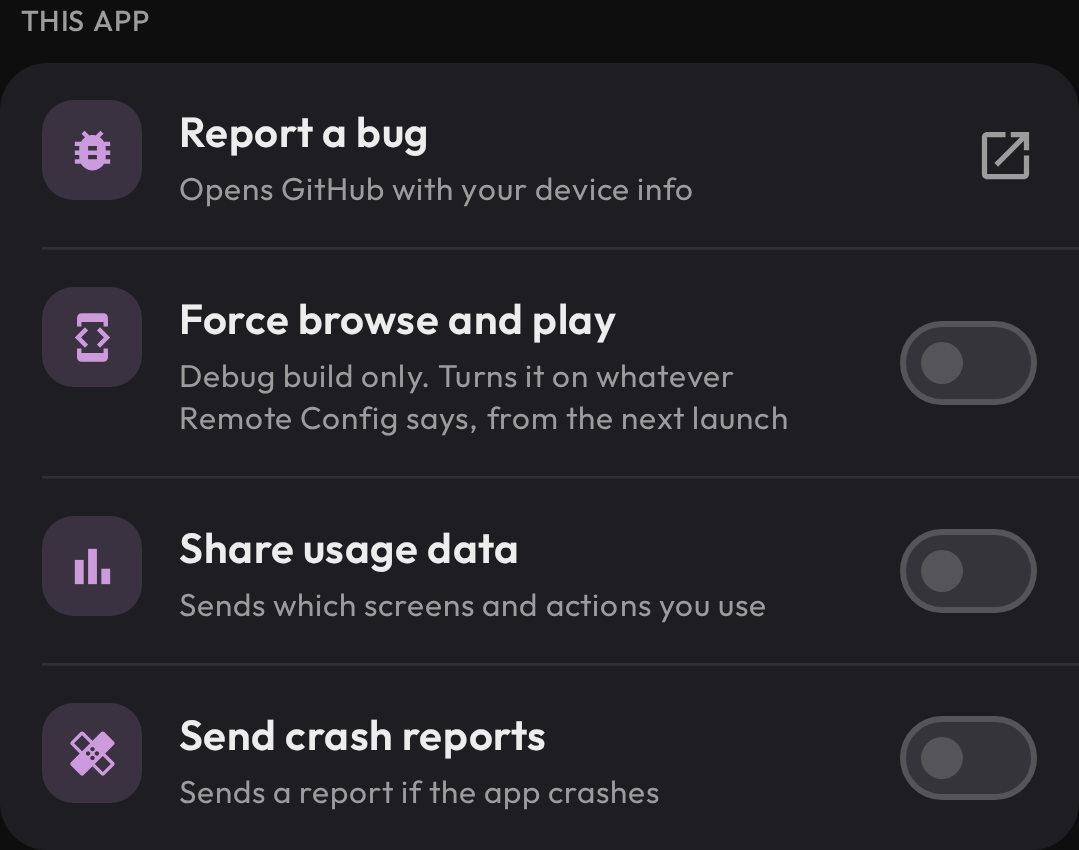 THIS APP
Report a bug
Opens GitHub with your device info
Force browse and play
Debug build only. Turns it on whatever
Remote Config says, from the next launch
Share usage data
Sends which screens and actions you use
Send crash reports
Sends a report if the app crashes